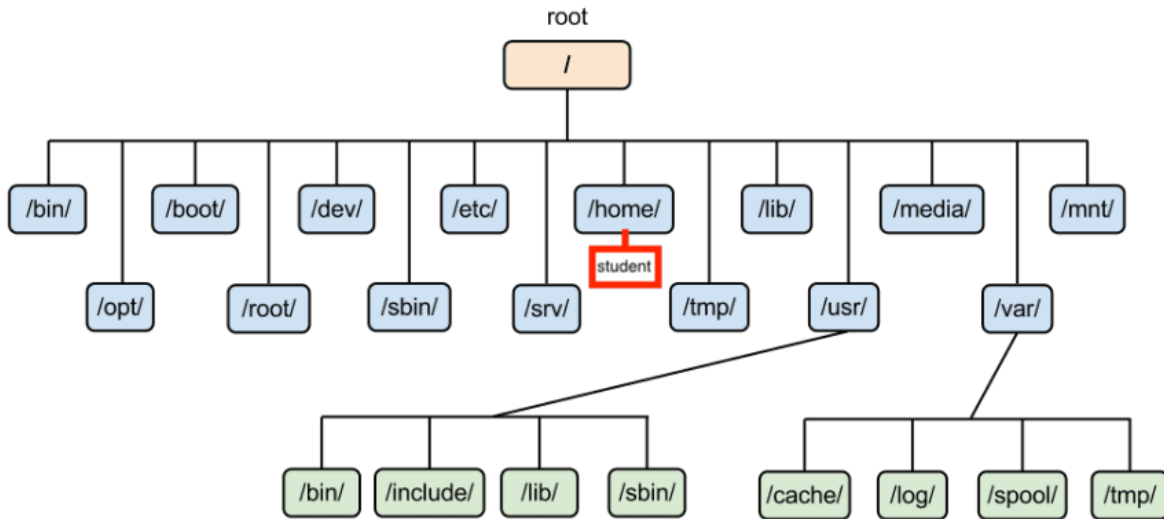 root
/
/bin/ /boot/ /dev/ /etc/ /home/ /lib/ /media/ /mnt/
student
/opt/ /root/ /sbin/ /srv/ /tmp/ /usr/ /var/
/bin/ /include/ /lib/ /sbin/ /cache/ /log/ /spool/ /tmp/